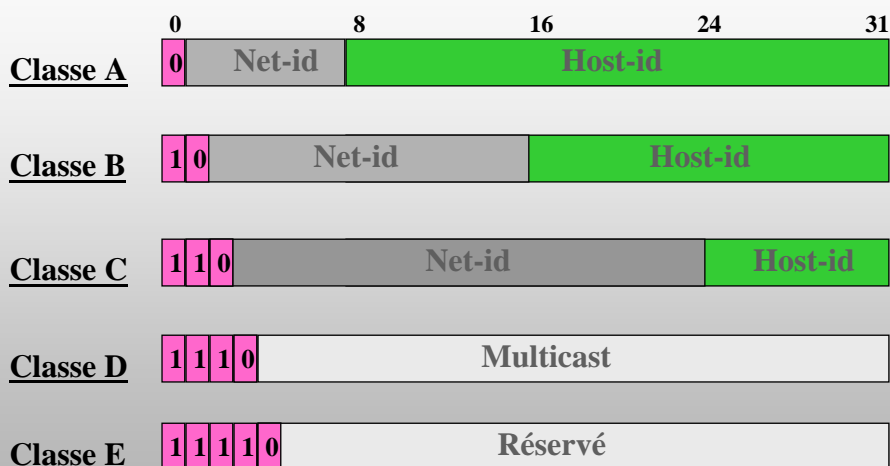 0 8 16 24 31
Classe A 0 Net-id Host-id
Classe B 1 0 Net-id Host-id
Classe C 1 1 0 Net-id Host-id
Classe D 1 1 1 0 Multicast
Classe E 1 1 1 1 0 Réservé